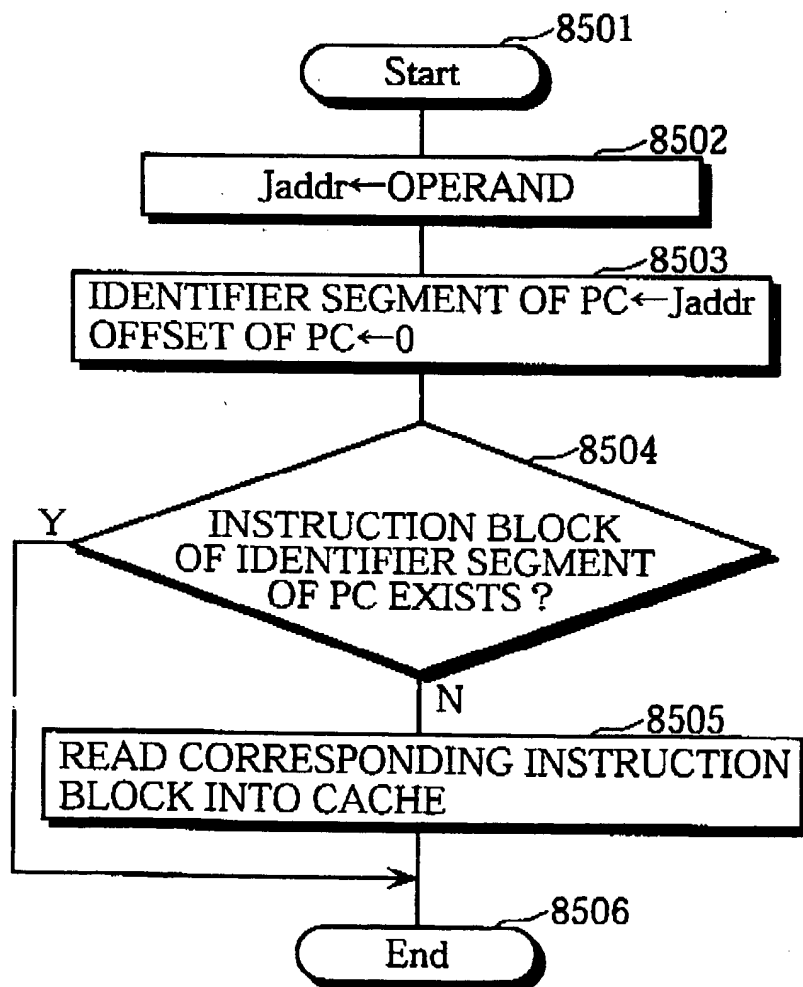 8501
Start
8502
Jaddr←OPERAND
8503
IDENTIFIER SEGMENT OF PC←Jaddr
OFFSET OF PC←0
8504
Y
INSTRUCTION BLOCK
OF IDENTIFIER SEGMENT
OF PC EXISTS ?
N
8505
READ CORRESPONDING INSTRUCTION
BLOCK INTO CACHE
8506
End